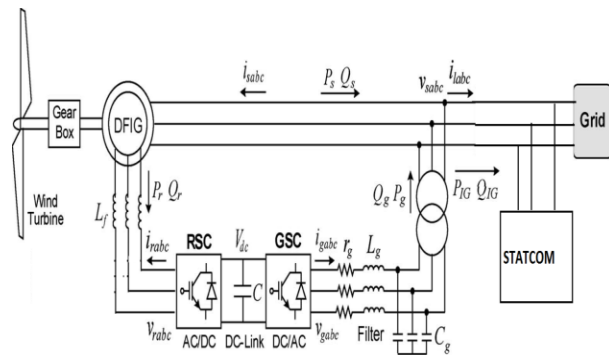 i_sabc
P_s Q_s
v_sabc
i_labc
Gear
Box
DFIG
Grid
Wind
Turbine
L_f
P_r Q_r
Q_g P_g
P_IG Q_IG
i_rabc
RSC
V_dc
GSC
i_gabc
r_g
L_g
STATCOM
C
v_rabc
AC/DC
DC-Link
DC/AC
v_gabc
Filter
C_g